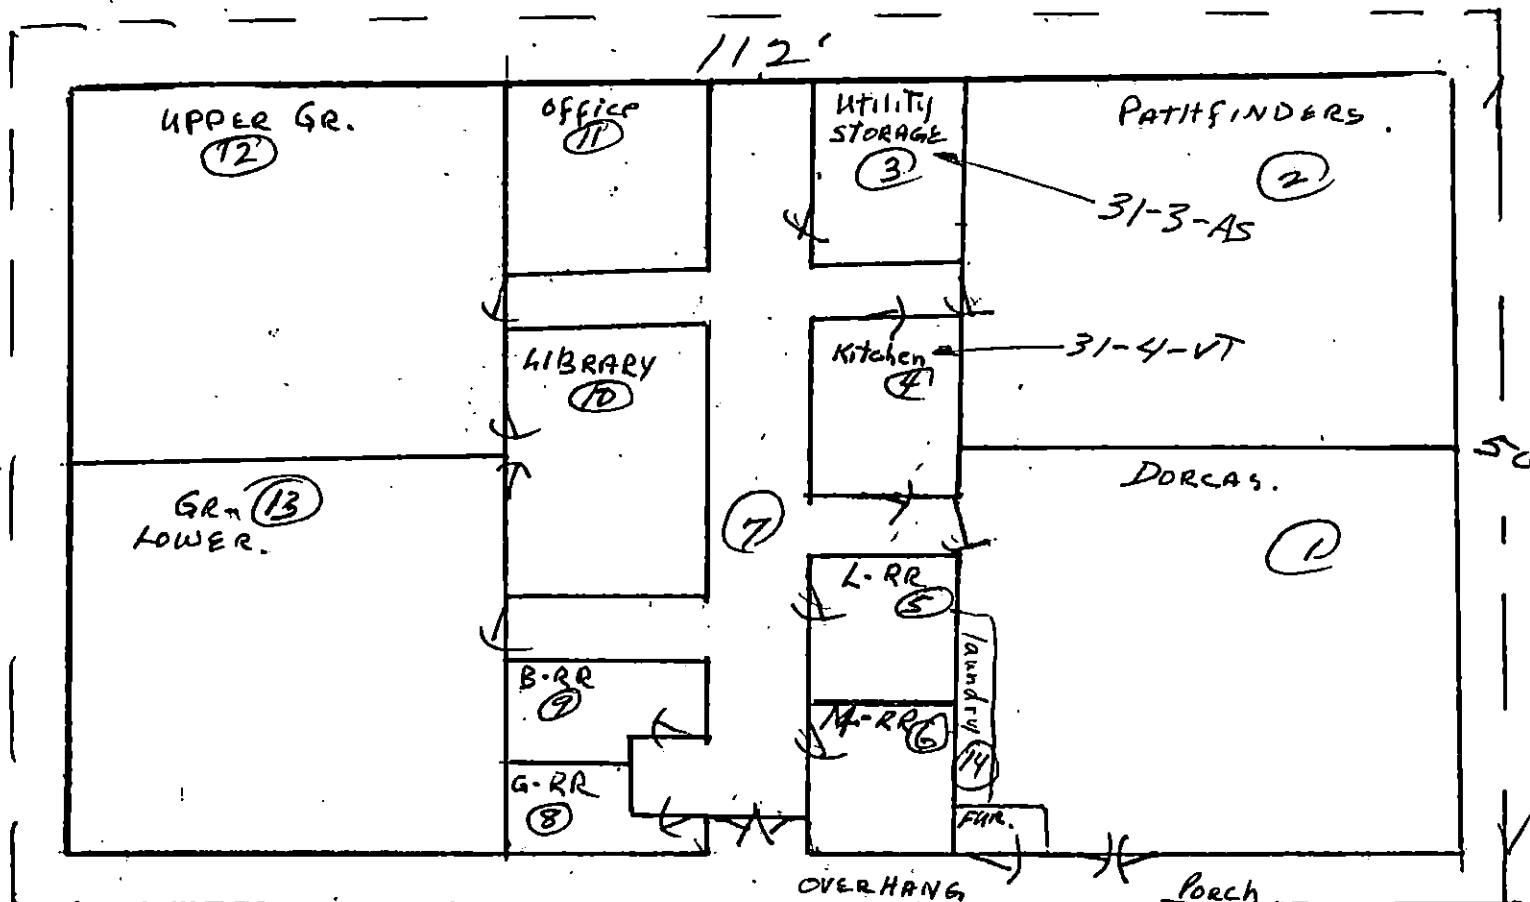 112'
UPPER GR.
12
Office
11
Utility
STORAGE
3
PATHFINDERS.
2
31-3-AS
LIBRARY
10
Kitchen
4
31-4-VT
50
GR. 13
LOWER.
7
DORCAS.
1
L-RR
5
laundry
14
B-RR
9
M-RR 6
G-RR
8
FUR.
OVERHANG
PORCH